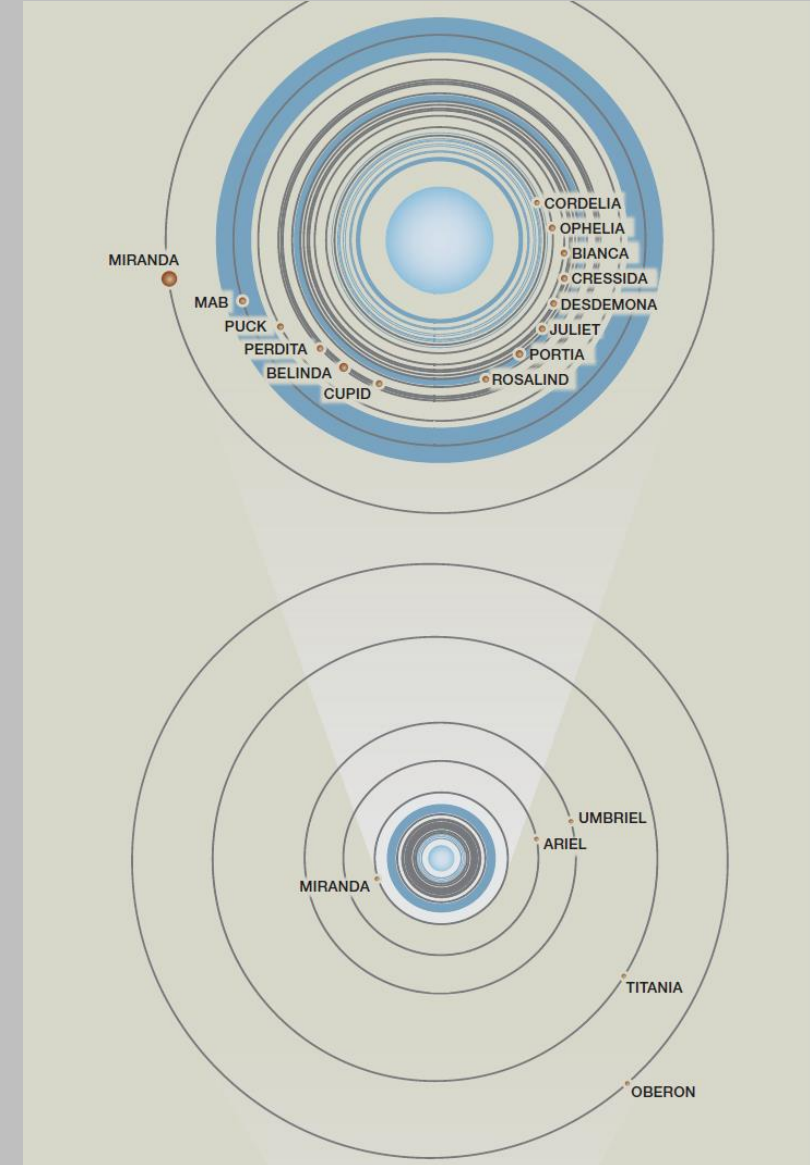 CORDELIA
OPHELIA
BIANCA
MIRANDA
CRESSIDA
MAB
DESDEMONA
PUCK
JULIET
PERDITA
PORTIA
BELINDA
ROSALIND
CUPID
UMBRIEL
ARIEL
MIRANDA
TITANIA
OBERON